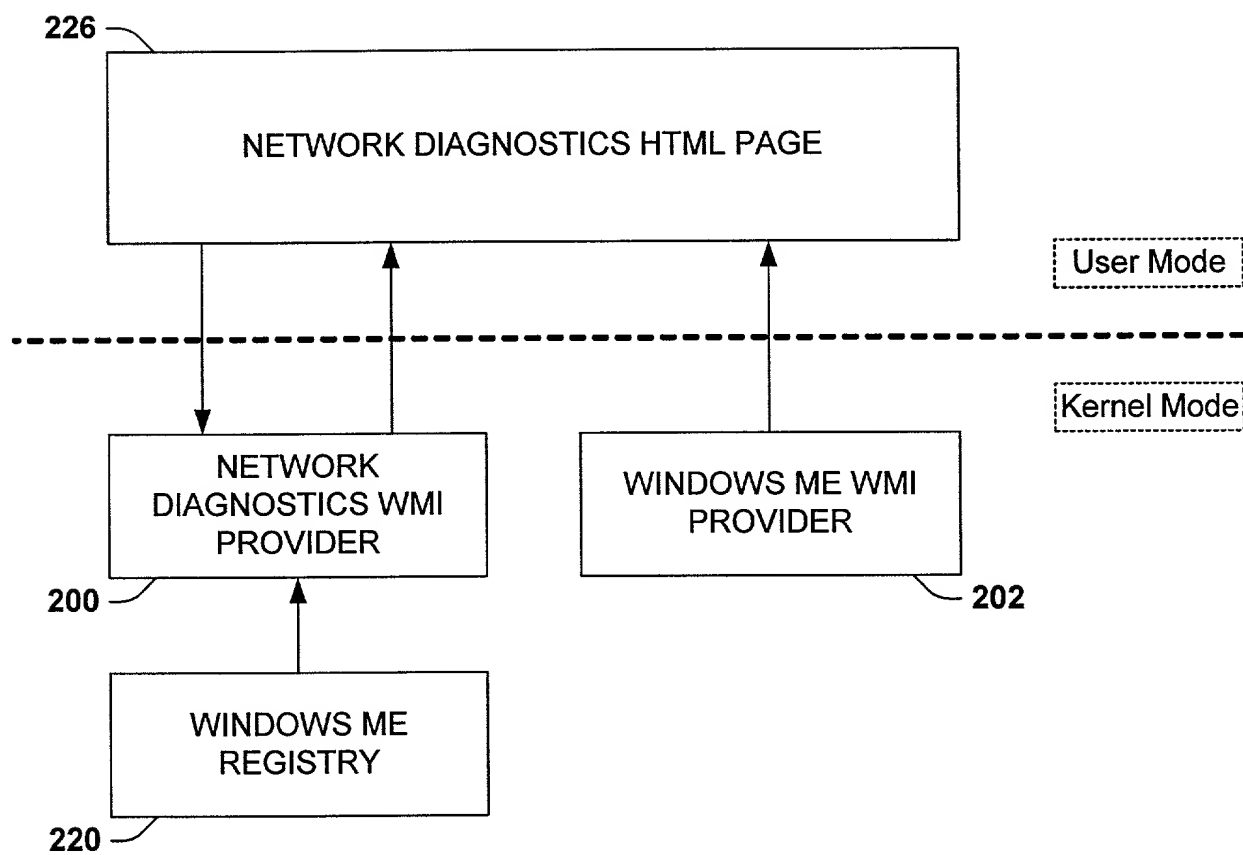 226
NETWORK DIAGNOSTICS HTML PAGE
User Mode
Kernel Mode
NETWORK
DIAGNOSTICS WMI
PROVIDER
200
WINDOWS ME WMI
PROVIDER
202
WINDOWS ME
REGISTRY
220